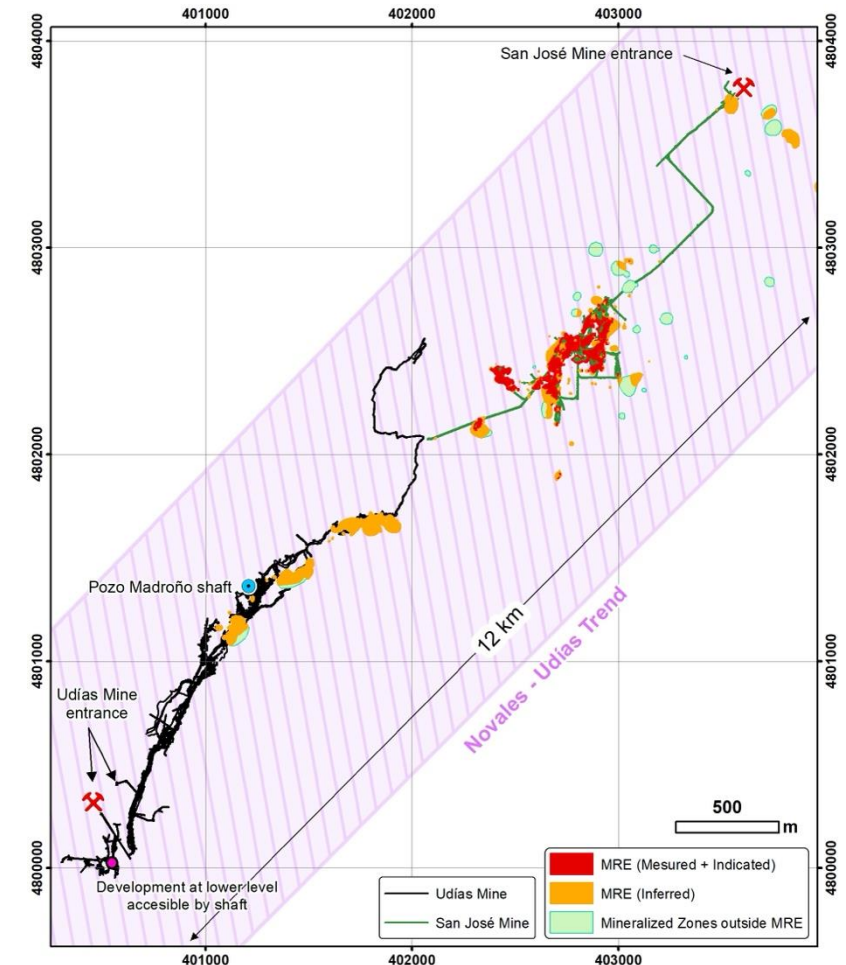 401000
402000
403000
4804000
4804000
San José Mine entrance
4803000
4803000
4802000
4802000
Pozo Madroño shaft
4801000
4801000
12 km
Novales - Udías Trend
Udías Mine
entrance
500
m
4800000
4800000
Development at lower level
accesible by shaft
Udías Mine
San José Mine
MRE (Mesured + Indicated)
MRE (Inferred)
Mineralized Zones outside MRE
401000
402000
403000